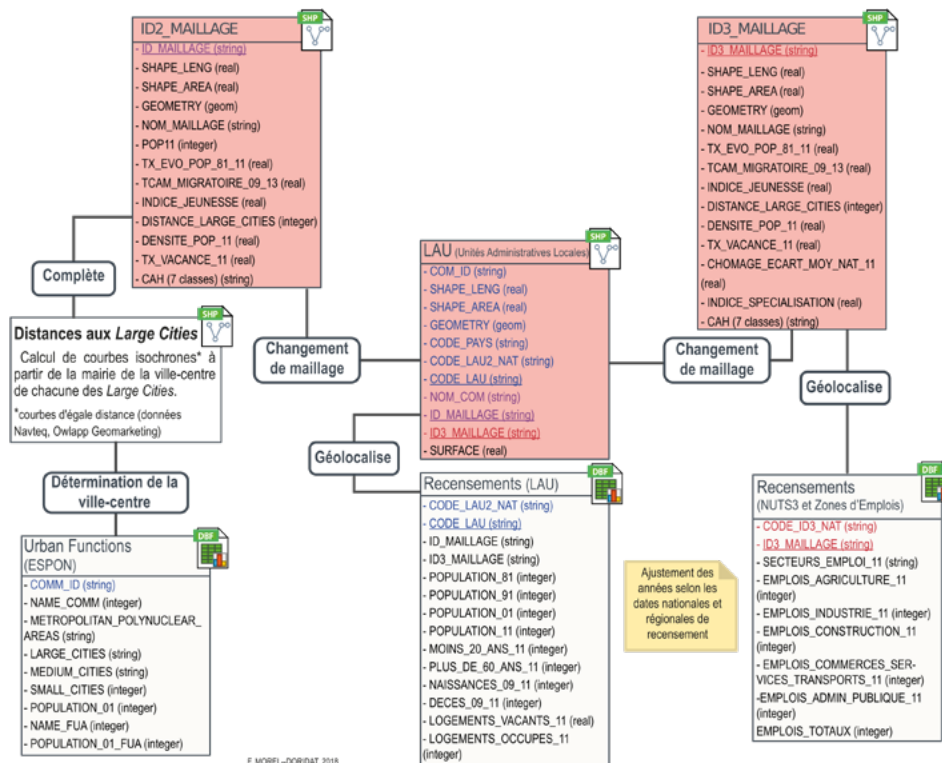 SHP
ID2_MAILLAGE
- ID_MAILLAGE (string)
- SHAPE_LENG (real)
- SHAPE_AREA (real)
- GEOMETRY (geom)
- NOM_MAILLAGE (string)
- POP11 (integer)
- TX_EVO_POP_81_11 (real)
- TCAM_MIGRATOIRE_09_13 (real)
- INDICE_JEUNESSE (real)
- DISTANCE_LARGE_CITIES (integer)
- DENSITE_POP_11 (real)
- TX_VACANCE_11 (real)
- CAH (7 classes) (string)
SHP
ID3_MAILLAGE
- ID3_MAILLAGE (string)
- SHAPE_LENG (real)
- SHAPE_AREA (real)
- GEOMETRY (geom)
- NOM_MAILLAGE (string)
- TX_EVO_POP_81_11 (real)
- TCAM_MIGRATOIRE_09_13 (real)
- INDICE_JEUNESSE (real)
- DISTANCE_LARGE_CITIES (integer)
- DENSITE_POP_11 (real)
- TX_VACANCE_11 (real)
- CHOMAGE_ECART_MOY_NAT_11
(real)
- INDICE_SPECIALISATION (real)
- CAH (7 classes) (string)
SHP
LAU (Unités Administratives Locales)
- COM_ID (string)
- SHAPE_LENG (real)
- SHAPE_AREA (real)
- GEOMETRY (geom)
- CODE_PAYS (string)
- CODE_LAU2_NAT (string)
- CODE_LAU (string)
- NOM_COM (string)
- ID_MAILLAGE (string)
- ID3_MAILLAGE (string)
- SURFACE (real)
Complète
Changement
de maillage
Changement
de maillage
Géolocalise
Géolocalise
SHP
Distances aux Large Cities
Calcul de courbes isochrones* à
partir de la mairie de la ville-centre
de chacune des Large Cities.
*courbes d'égale distance (données
Navteq, Owlapp Geomarketing)
Détermination de la
ville-centre
DBF
Urban Functions
(ESPON)
- COMM_ID (string)
- NAME_COMM (integer)
- METROPOLITAN_POLYNUCLEAR_
AREAS (string)
- LARGE_CITIES (string)
- MEDIUM_CITIES (string)
- SMALL_CITIES (integer)
- POPULATION_01 (integer)
- NAME_FUA (integer)
- POPULATION_01_FUA (integer)
DBF
Recensements (LAU)
- CODE_LAU2_NAT (string)
- CODE_LAU (string)
- ID_MAILLAGE (string)
- ID3_MAILLAGE (string)
- POPULATION_81 (integer)
- POPULATION_91 (integer)
- POPULATION_01 (integer)
- POPULATION_11 (integer)
- MOINS_20_ANS_11 (integer)
- PLUS_DE_60_ANS_11 (integer)
- NAISSANCES_09_11 (integer)
- DECES_09_11 (integer)
- LOGEMENTS_VACANTS_11 (real)
- LOGEMENTS_OCCUPES_11
(integer)
Ajustement des
années selon les
dates nationales et
régionales de
recensement
DBF
Recensements
(NUTS3 et Zones d'Emplois)
- CODE_ID3_NAT (string)
- ID3_MAILLAGE (string)
- SECTEURS_EMPLOI_11 (string)
- EMPLOIS_AGRICULTURE_11
(integer)
- EMPLOIS_INDUSTRIE_11 (integer)
- EMPLOIS_CONSTRUCTION_11
(integer)
- EMPLOIS_COMMERCES_SER-
VICES_TRANSPORTS_11 (integer)
-EMPLOIS_ADMIN_PUBLIQUE_11
(integer)
EMPLOIS_TOTAUX (integer)
F. MOREL--DORIDAT, 2018